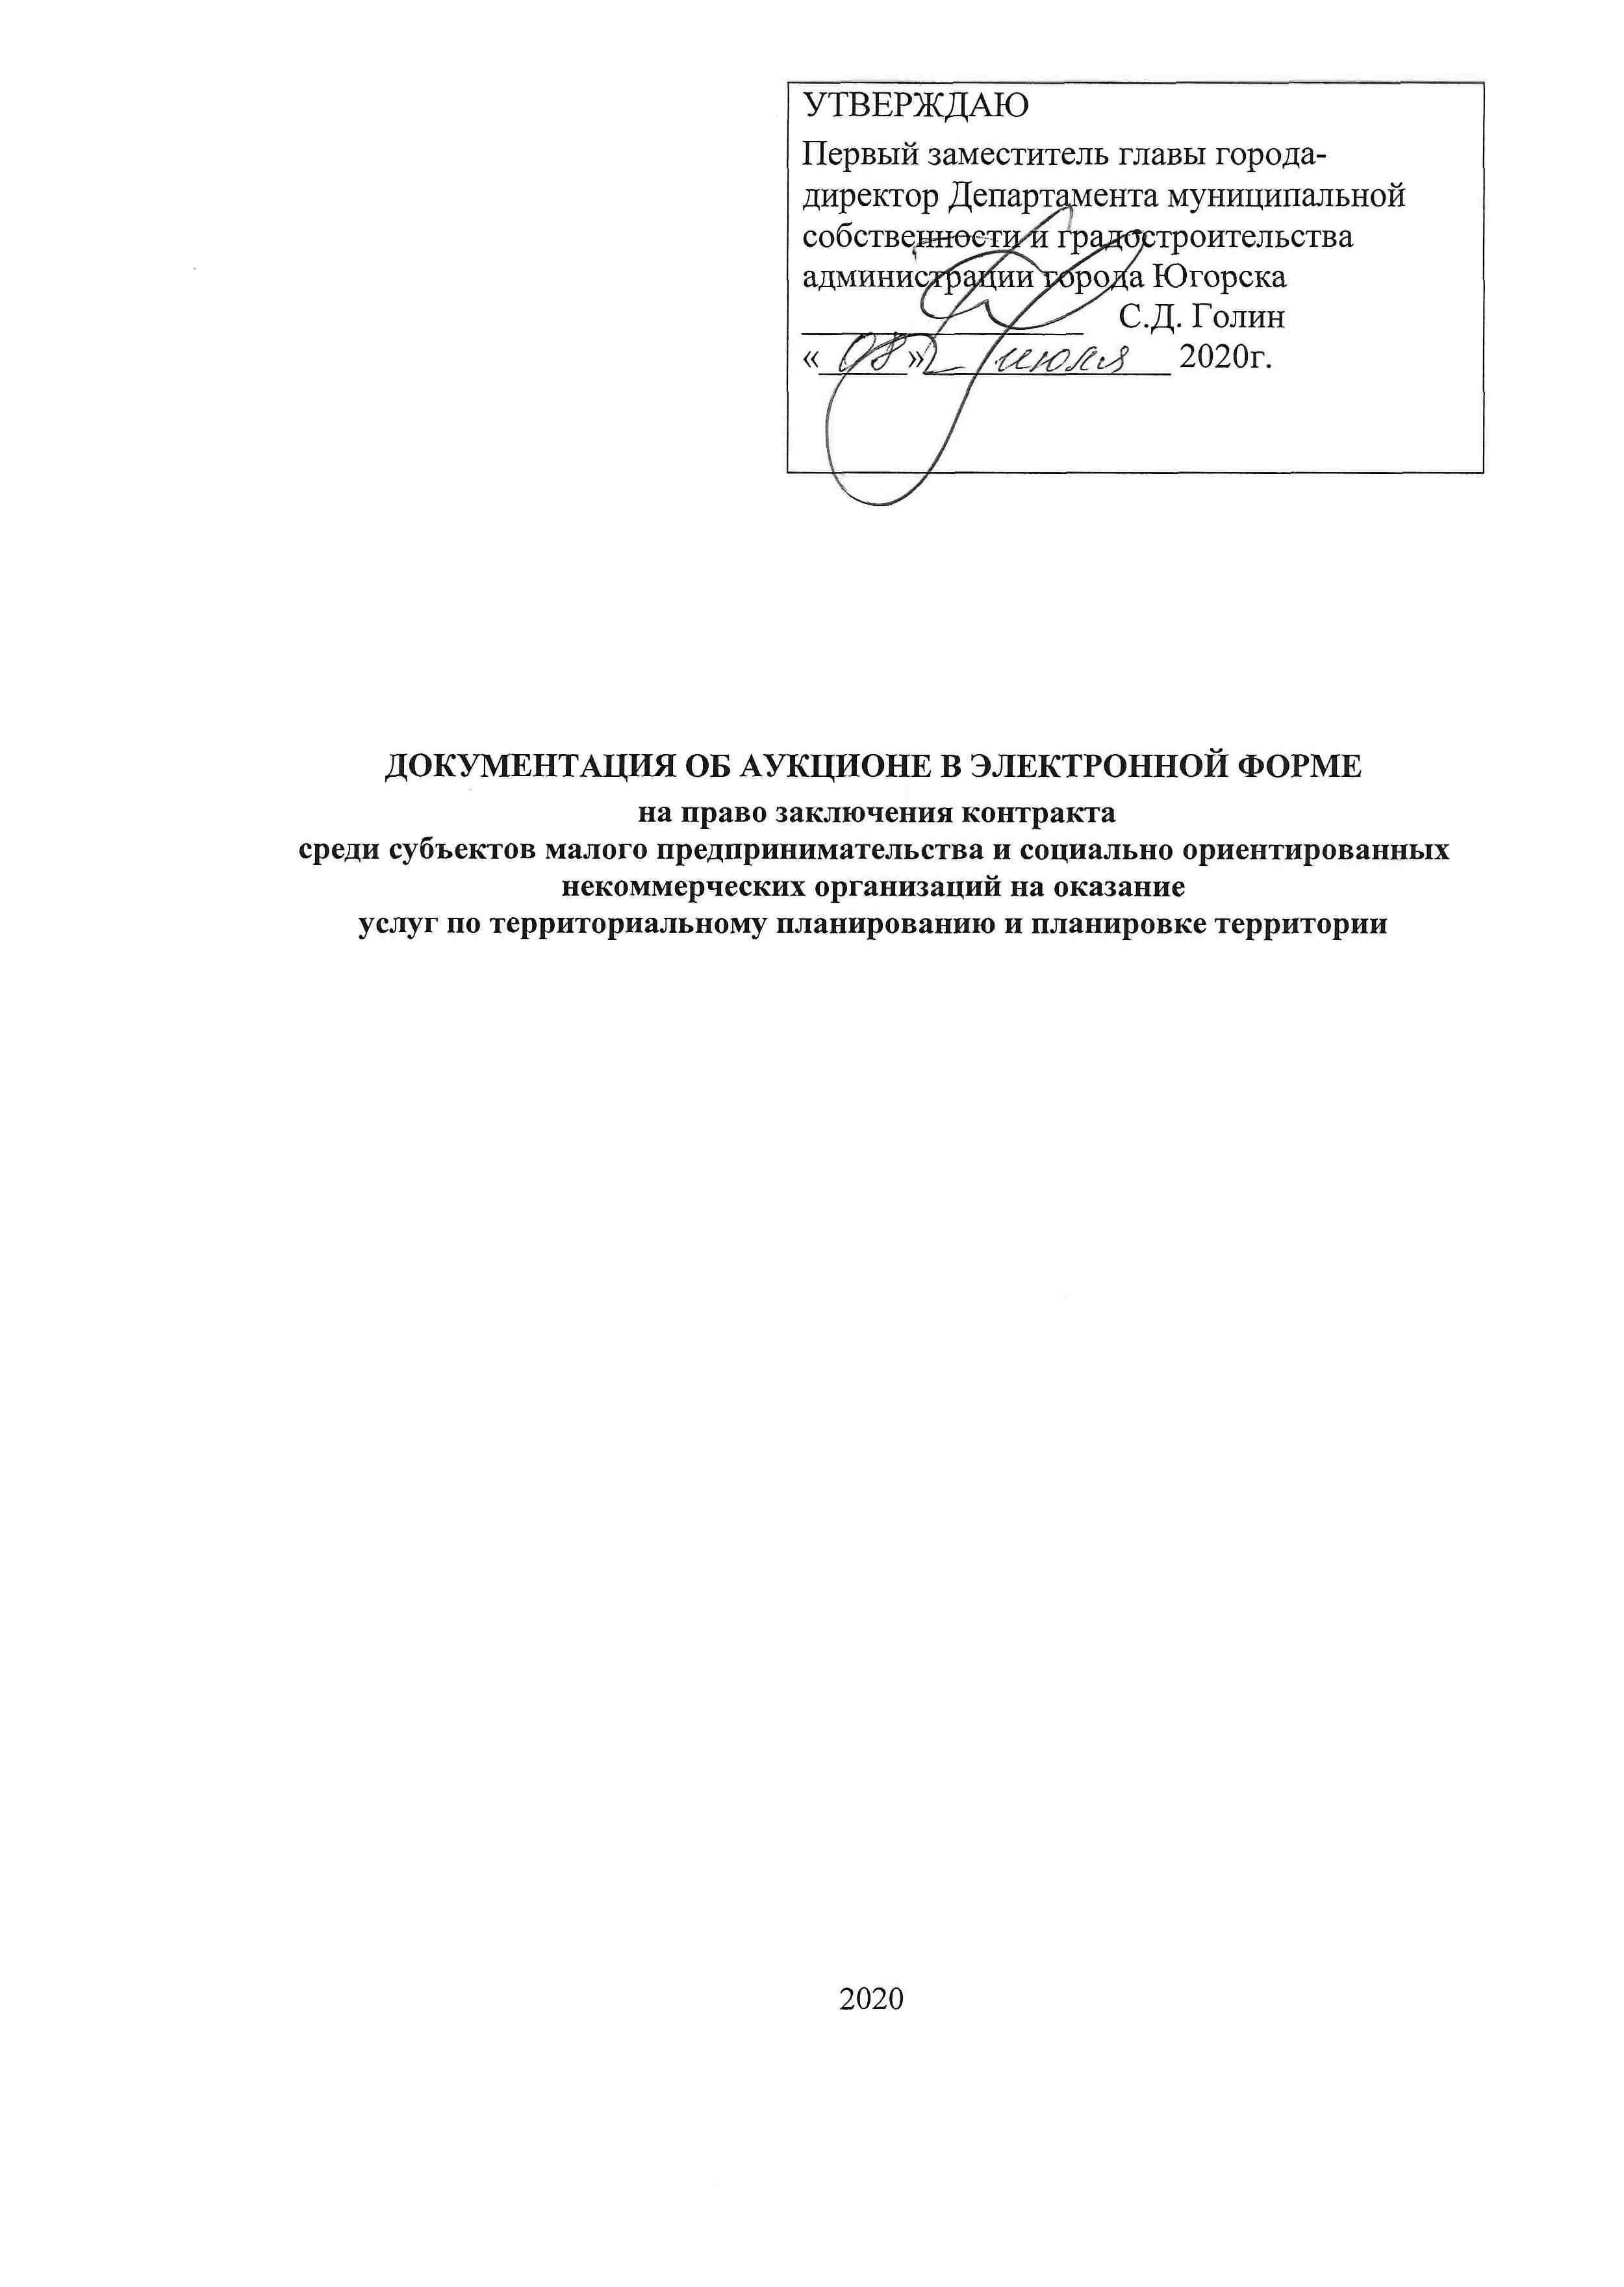 УТВЕРЖДАЮ
Первый заместитель главы города-
директор Департамента муниципальной
собственности и градостроительства
администрации города Югорска
________________ С.Д. Голин
«08» июля 2020г.
ДОКУМЕНТАЦИЯ ОБ АУКЦИОНЕ В ЭЛЕКТРОННОЙ ФОРМЕ
на право заключения контракта
среди субъектов малого предпринимательства и социально ориентированных
некоммерческих организаций на оказание
услуг по территориальному планированию и планировке территории
2020